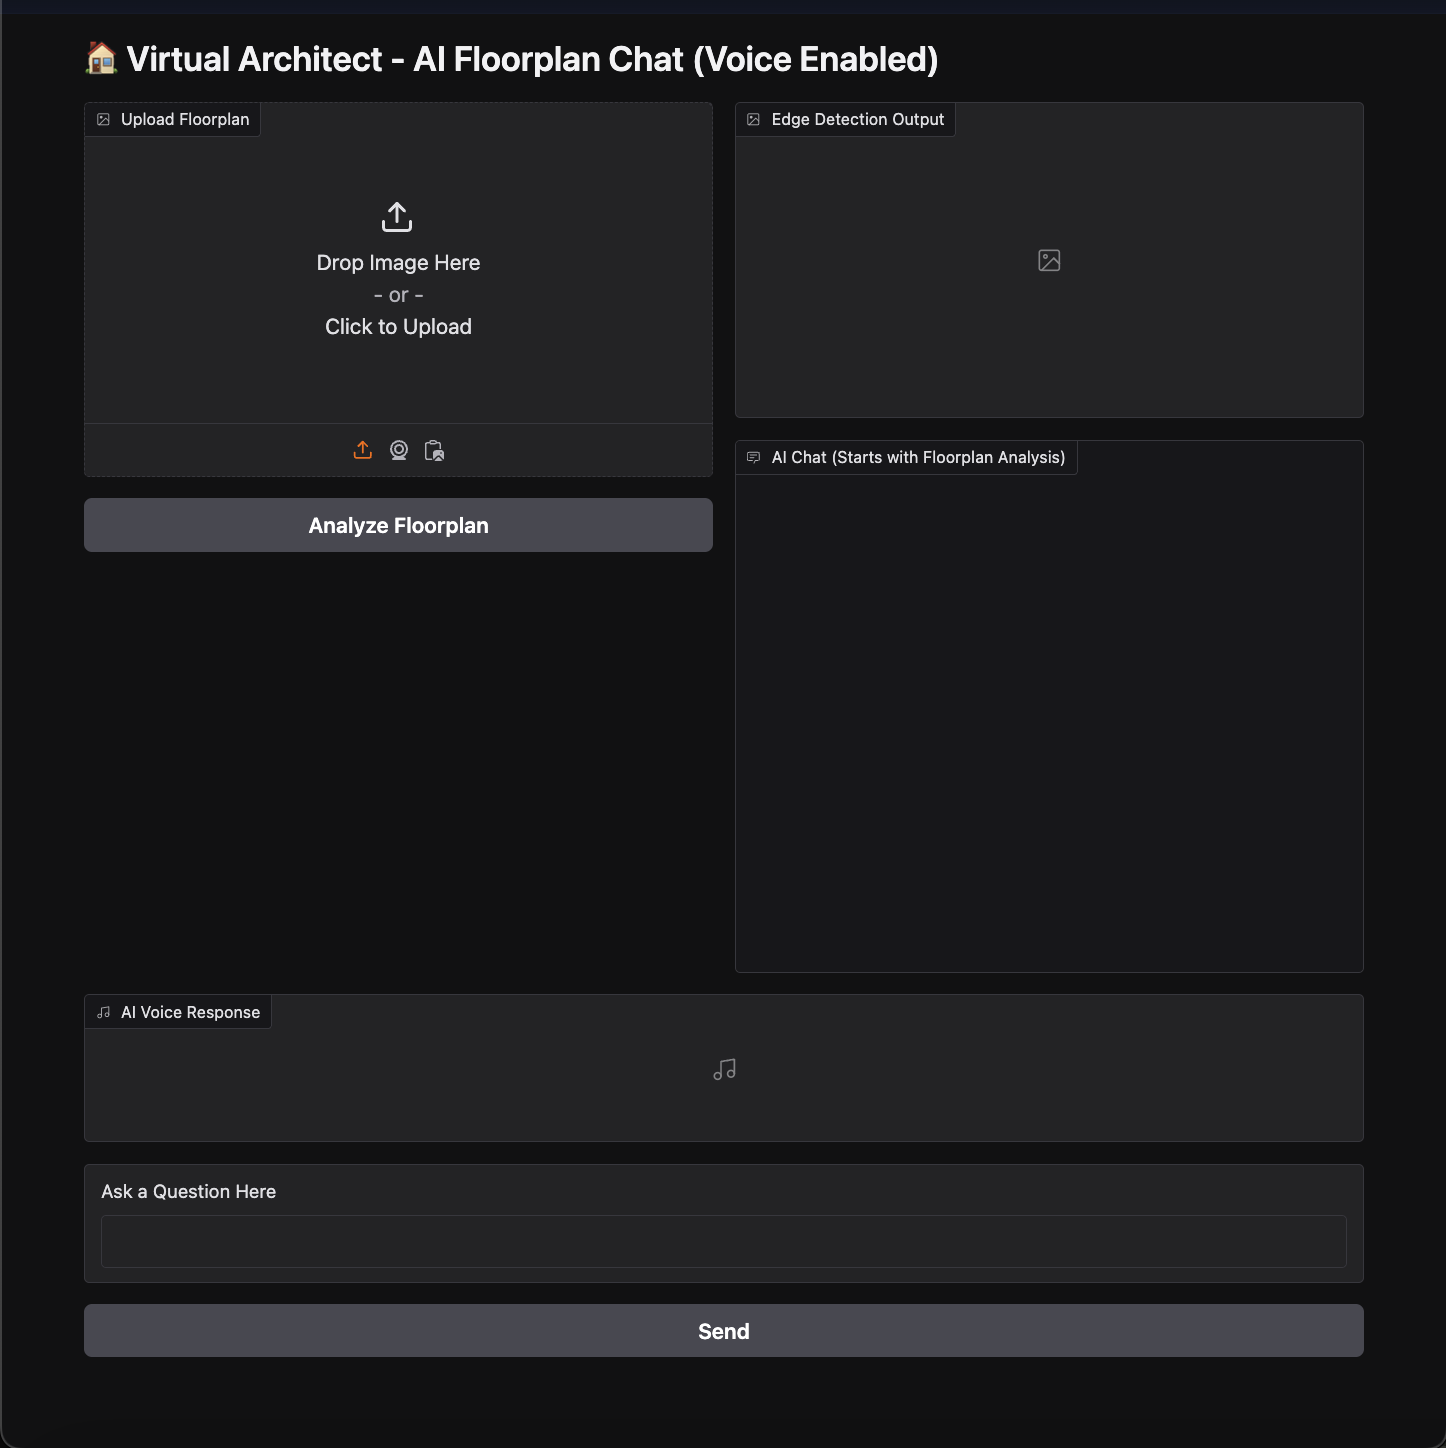 🏠 Virtual Architect - AI Floorplan Chat (Voice Enabled)
Upload Floorplan
Drop Image Here
- or -
Click to Upload
Analyze Floorplan
Edge Detection Output
AI Chat (Starts with Floorplan Analysis)
AI Voice Response
Ask a Question Here
Send